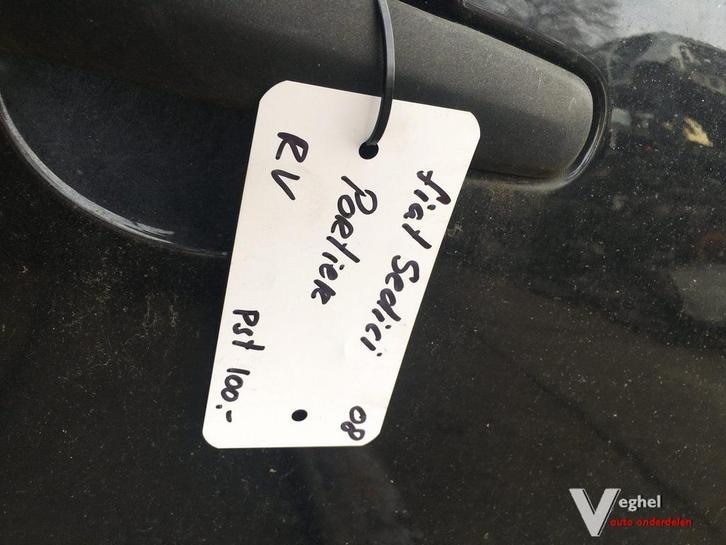 fiat Sedici 08
Portier
RV
Pst 100.-
Veghel
auto onderdelen